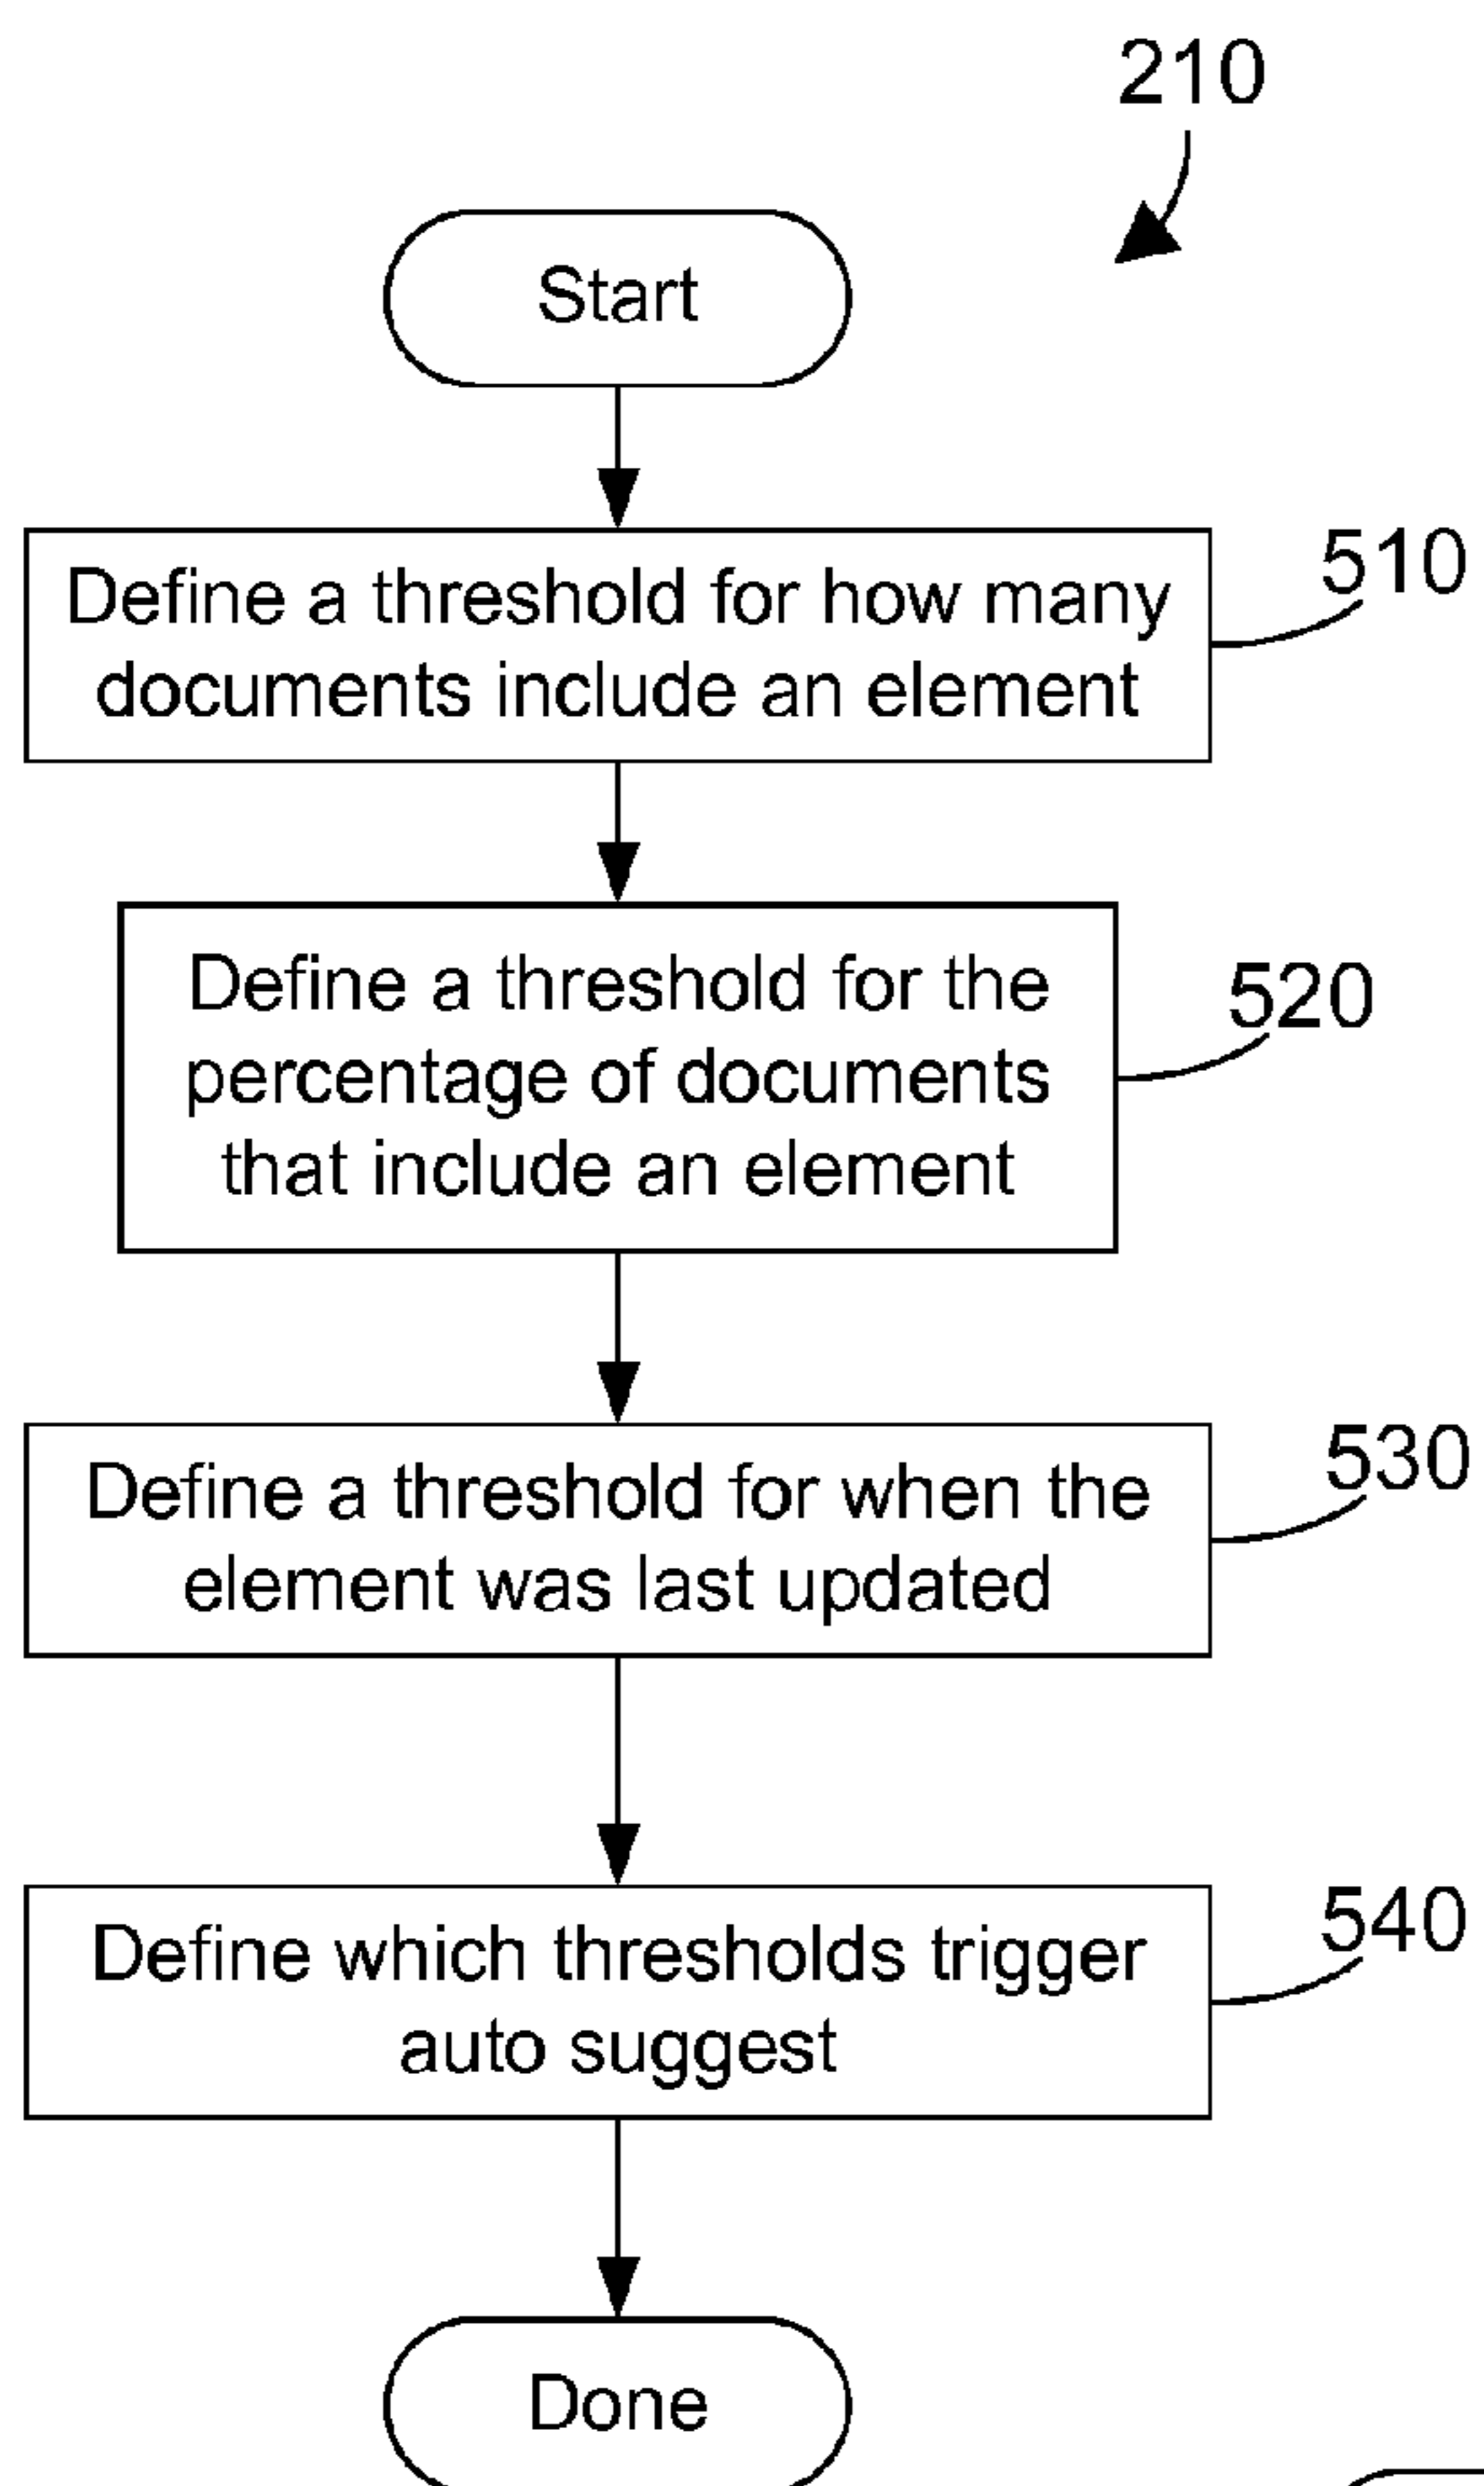 210
Start
Define a threshold for how many
documents include an element
510
Define a threshold for the
percentage of documents
that include an element
520
Define a threshold for when the
element was last updated
530
Define which thresholds trigger
auto suggest
540
Done